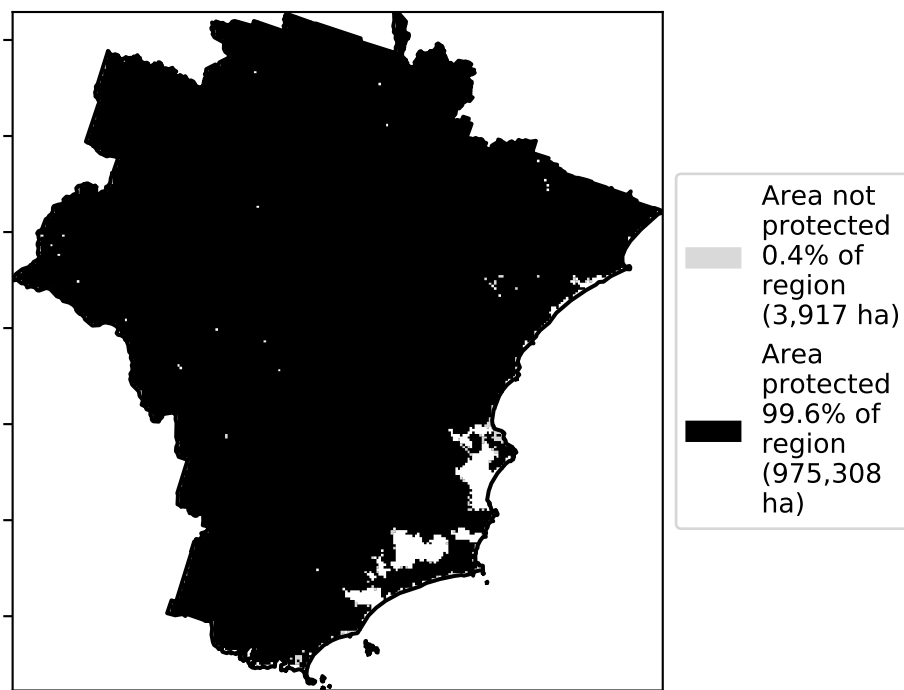 Area not
protected
0.4% of
region
(3,917 ha)
Area
protected
99.6% of
region
(975,308
ha)